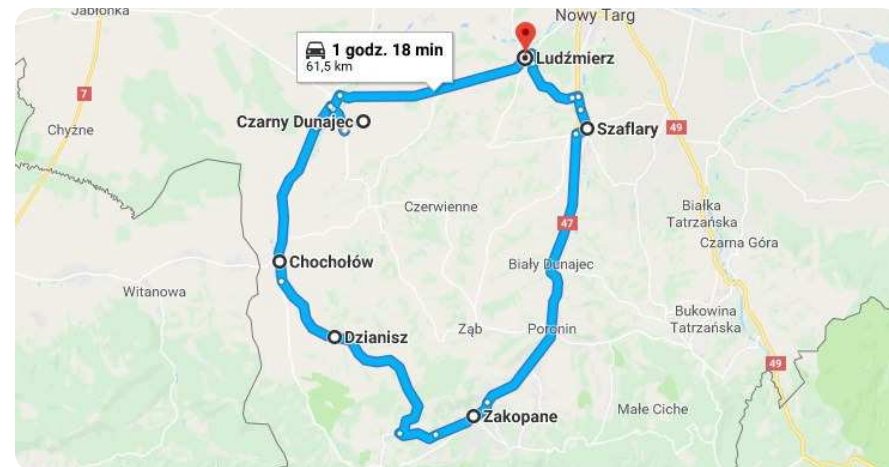 Jabłonka
Nowy Targ
1 godz. 18 min
61,5 km
Ludźmierz
7
Chyżne
Czarny Dunajec
Szaflary
49
Czerwienne
Białka
Tatrzańska
47
Czarna Góra
Chochołów
Biały Dunajec
Witanowa
Bukowina
Tatrzańska
Dzianisz
Ząb
Poronin
49
Zakopane
Małe Ciche